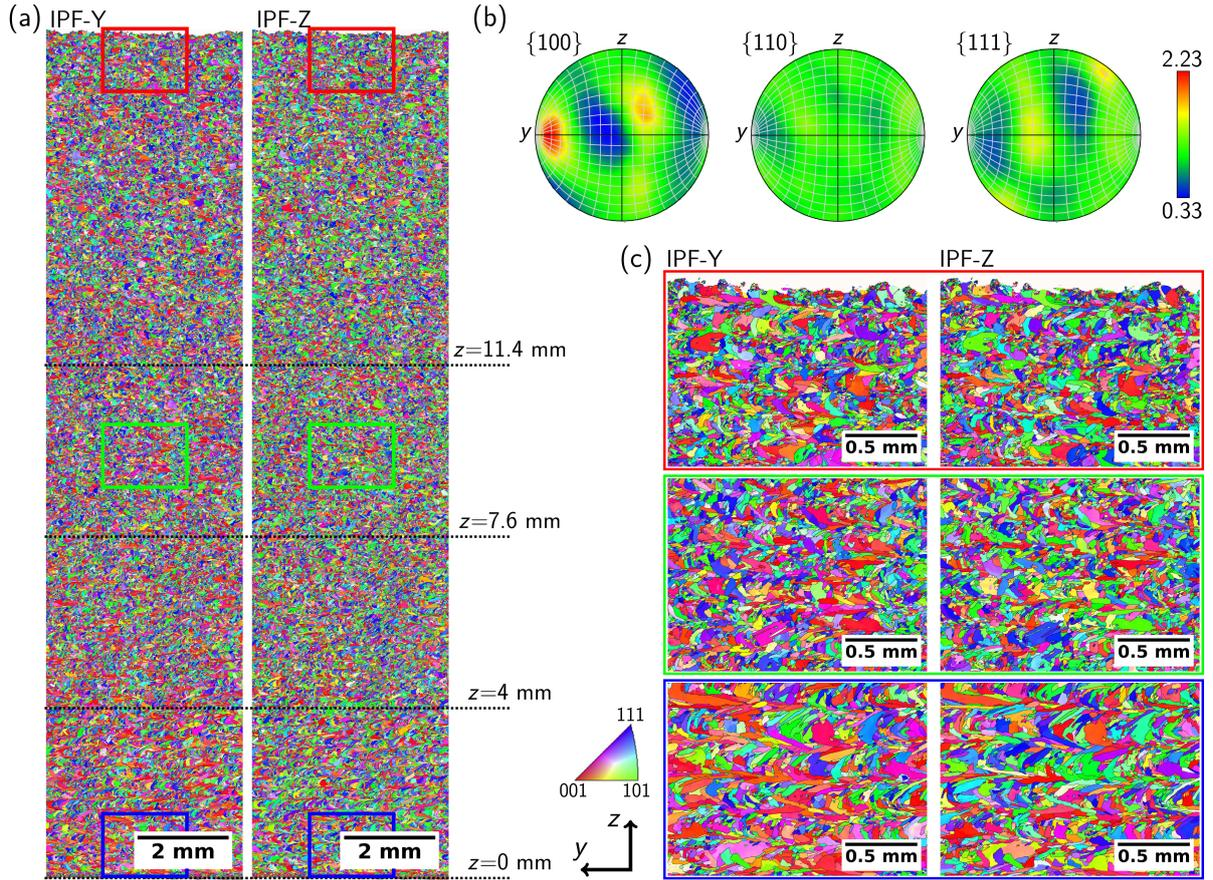 (a)
IPF-Y
IPF-Z
z=11.4 mm
z=7.6 mm
z=4 mm
z=0 mm
2 mm
2 mm
111
001
101
z
y
(b)
{100}
z
y
{110}
z
y
{111}
z
y
2.23
0.33
(c)
IPF-Y
IPF-Z
0.5 mm
0.5 mm
0.5 mm
0.5 mm
0.5 mm
0.5 mm